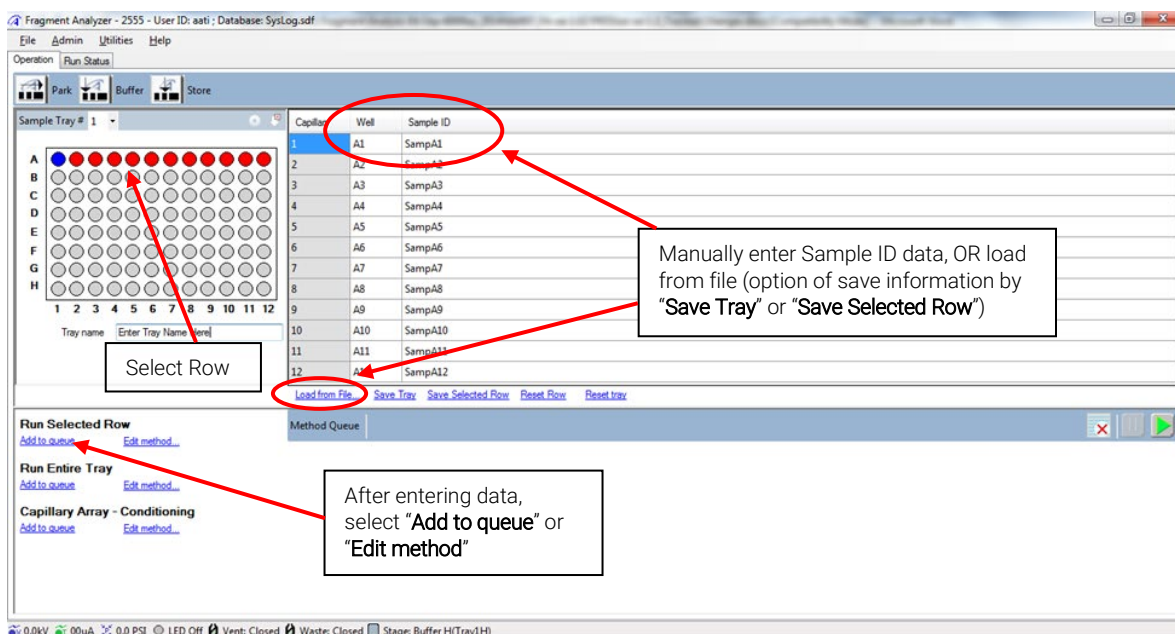 Fragment Analyzer - 2555 - User ID: aati ; Database: SysLog.sdf
File Admin Utilities Help
Operation Run Status
Park Buffer Store
Sample Tray # 1
A
B
C
D
E
F
G
H
1 2 3 4 5 6 7 8 9 10 11 12
Tray name Enter Tray Name Here
Select Row
Capillary Well Sample ID
1 A1 SampA1
2 A2 SampA2
3 A3 SampA3
4 A4 SampA4
5 A5 SampA5
6 A6 SampA6
7 A7 SampA7
8 A8 SampA8
9 A9 SampA9
10 A10 SampA10
11 A11 SampA11
12 SampA12
Manually enter Sample ID data, OR load
from file (option of save information by
“Save Tray” or “Save Selected Row”)
Load from File... Save Tray Save Selected Row Reset Row Reset tray
Run Selected Row
Add to queue Edit method...
Run Entire Tray
Add to queue Edit method...
Capillary Array - Conditioning
Add to queue Edit method...
Method Queue
After entering data,
select “Add to queue” or
“Edit method”
0.0kV 00uA 0.0 PSI LED Off Vent: Closed Waste: Closed Stage: Buffer H(Tray1H)